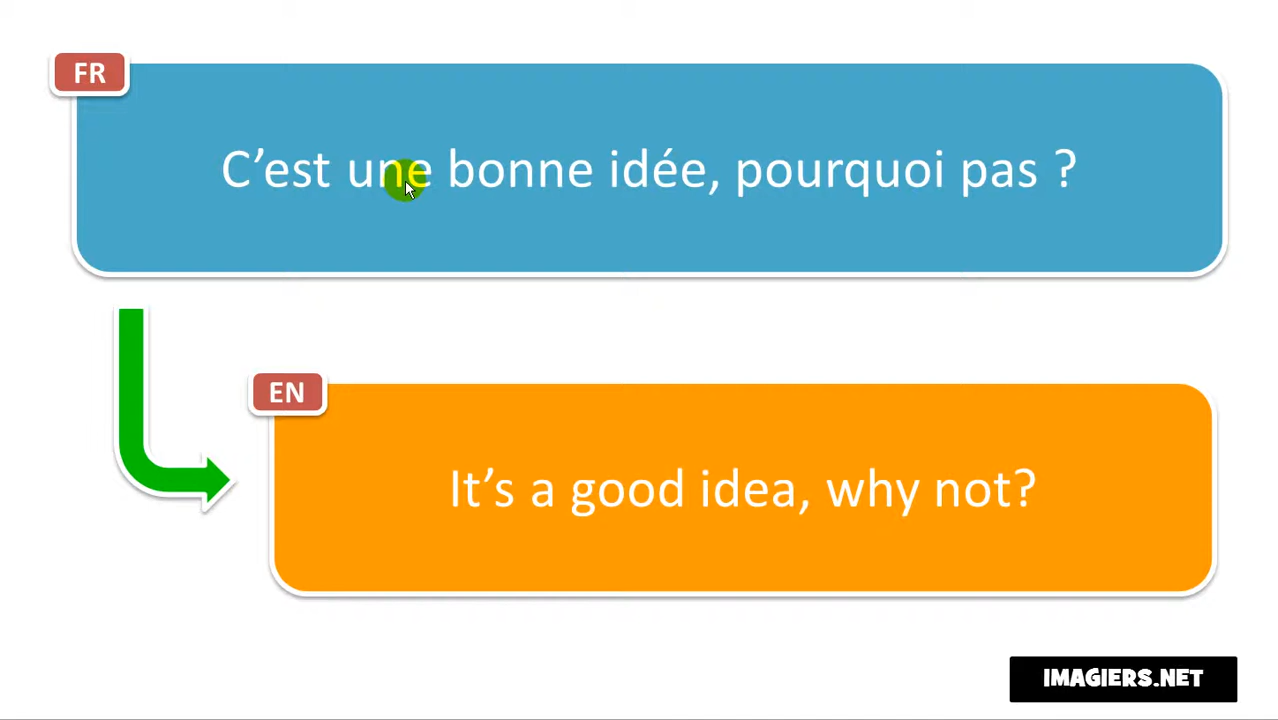 FR
C’est une bonne idée, pourquoi pas ?
EN
It’s a good idea, why not?
IMAGIERS.NET